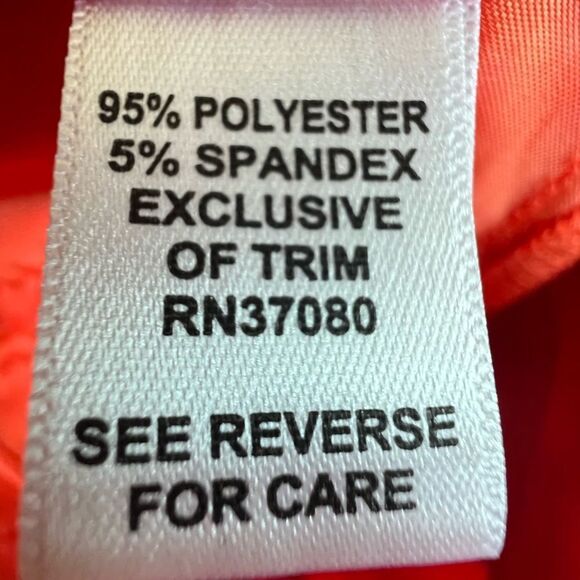 95% POLYESTER
5% SPANDEX
EXCLUSIVE
OF TRIM
RN37080
SEE REVERSE
FOR CARE